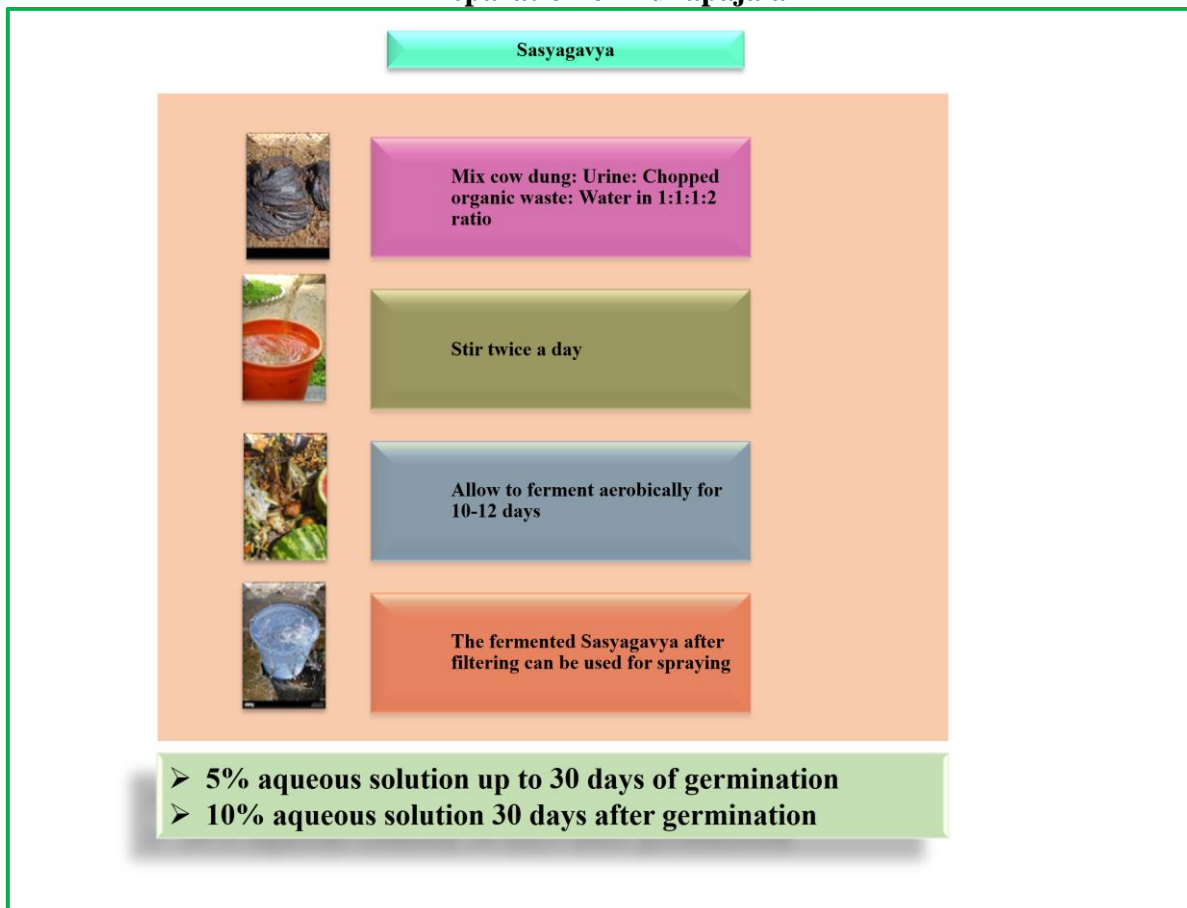 Sasyagavya
Mix cow dung: Urine: Chopped
organic waste: Water in 1:1:1:2
ratio
Stir twice a day
Allow to ferment aerobically for
10-12 days
The fermented Sasyagavya after
filtering can be used for spraying
➤ 5% aqueous solution up to 30 days of germination
➤ 10% aqueous solution 30 days after germination